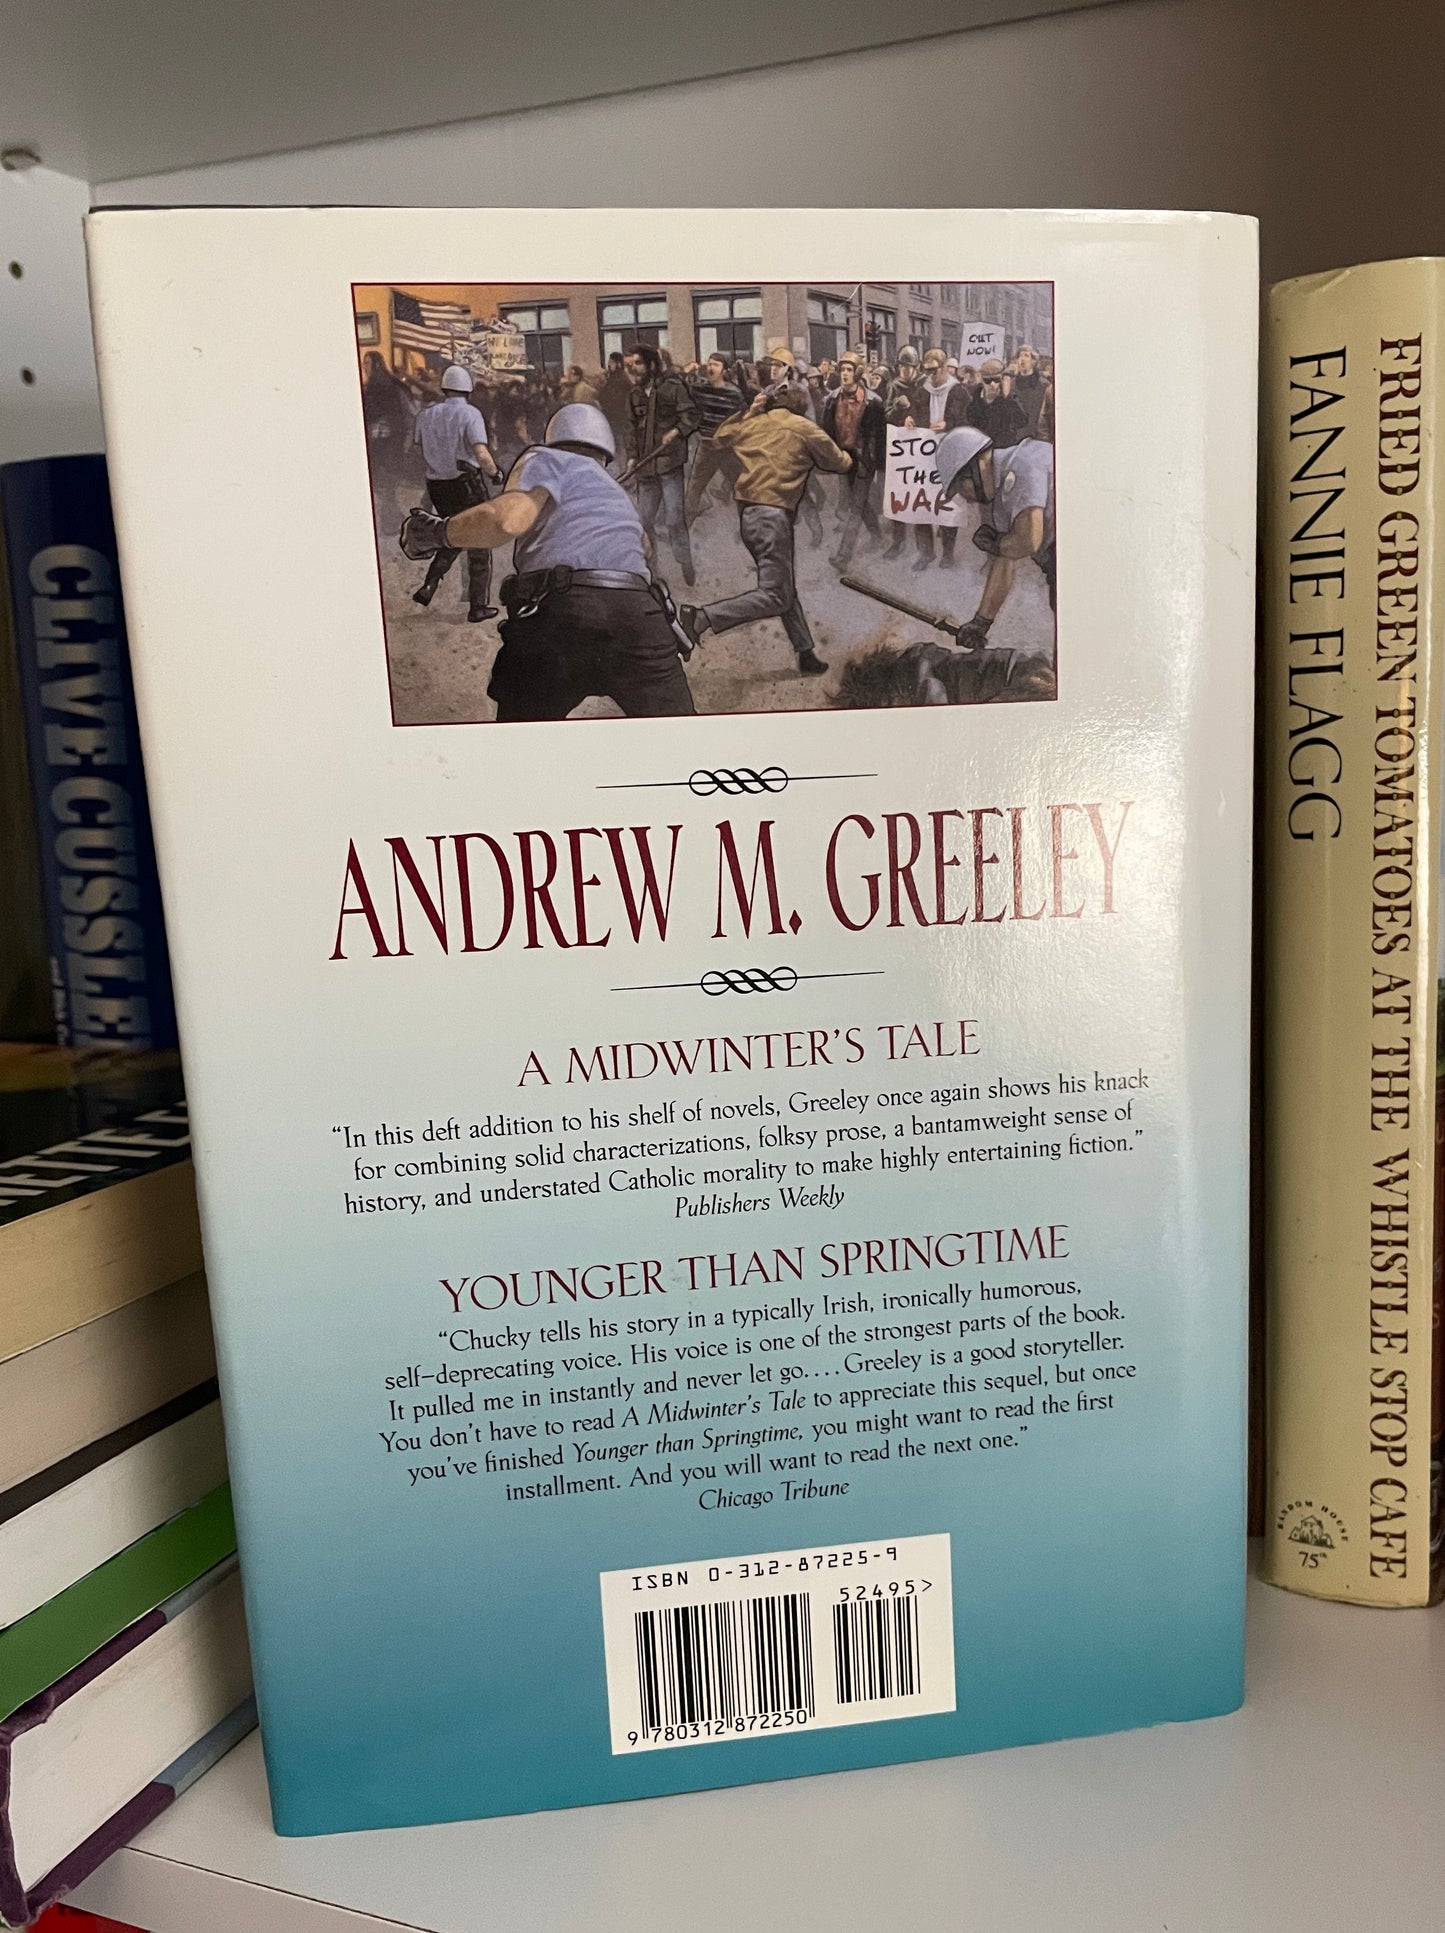 OUT
NOW!
STO
THE
WAR
ANDREW M. GREELEY
A MIDWINTER'S TALE
“In this deft addition to his shelf of novels, Greeley once again shows his knack
for combining solid characterizations, folksy prose, a bantamweight sense of
history, and understated Catholic morality to make highly entertaining fiction.”
Publishers Weekly
YOUNGER THAN SPRINGTIME
“Chucky tells his story in a typically Irish, ironically humorous,
self–deprecating voice. His voice is one of the strongest parts of the book.
It pulled me in instantly and never let go. . . . Greeley is a good storyteller.
You don't have to read A Midwinter's Tale to appreciate this sequel, but once
you've finished Younger than Springtime, you might want to read the first
installment. And you will want to read the next one.”
Chicago Tribune
ISBN 0-312-87225-9
52495>
9 780312 872250
CLIVE CUSSLE
FANNIE FLAGG
FRIED GREEN TOMATOES AT THE WHISTLE STOP CAFE
RANDOM HOUSE
75th